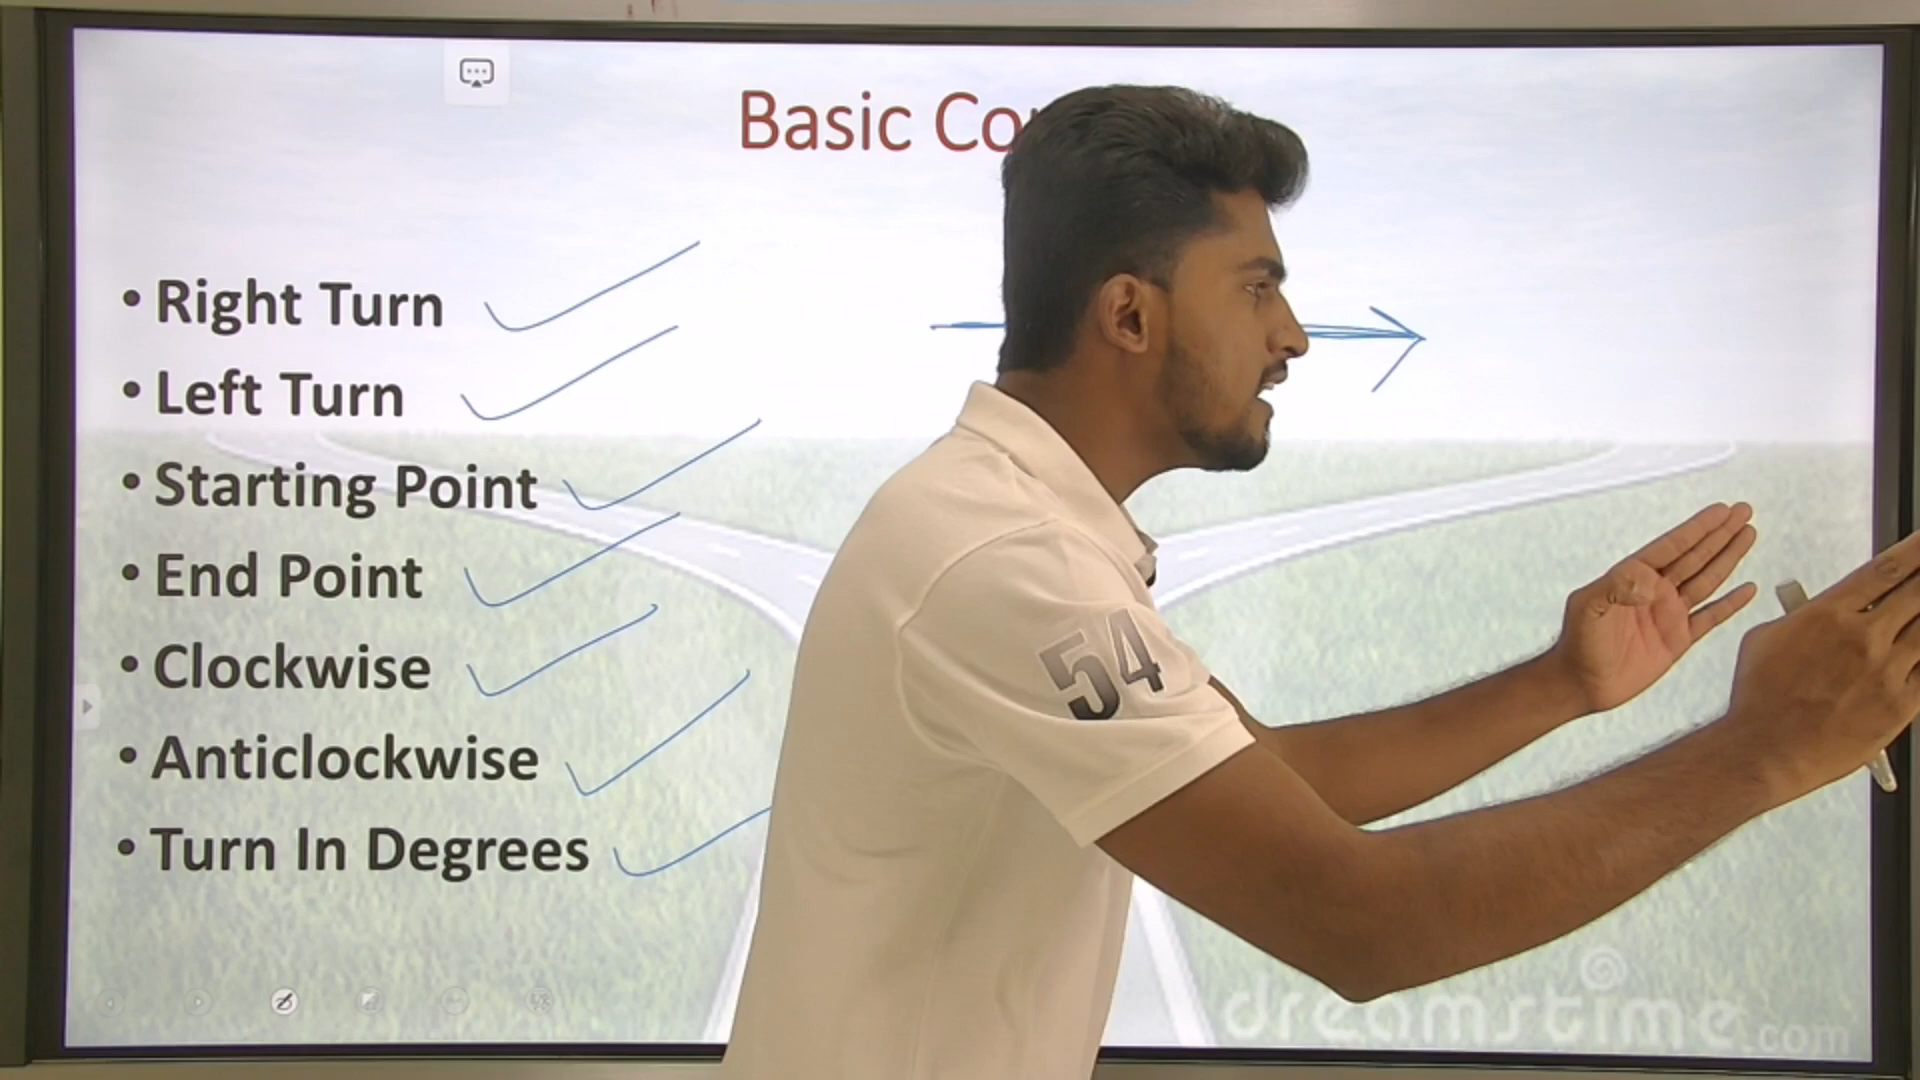 Basic Co
• Right Turn
• Left Turn
• Starting Point
• End Point
• Clockwise
• Anticlockwise
• Turn In Degrees
54
dreamstime.com